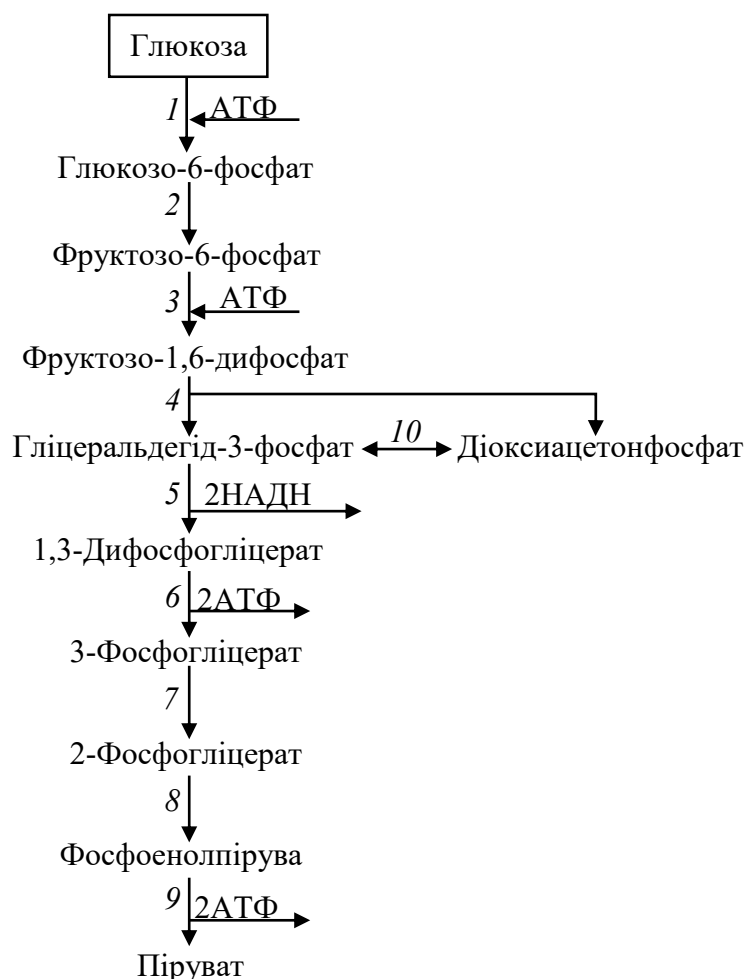 Глюкоза
1 АТФ
Глюкозо-6-фосфат
2
Фруктозо-6-фосфат
3 АТФ
Фруктозо-1,6-дифосфат
4
Гліцеральдегід-3-фосфат 10 Діоксиацетонфосфат
5 2НАДН
1,3-Дифосфогліцерат
6 2АТФ
3-Фосфогліцерат
7
2-Фосфогліцерат
8
Фосфоенолпірува
9 2АТФ
Піруват